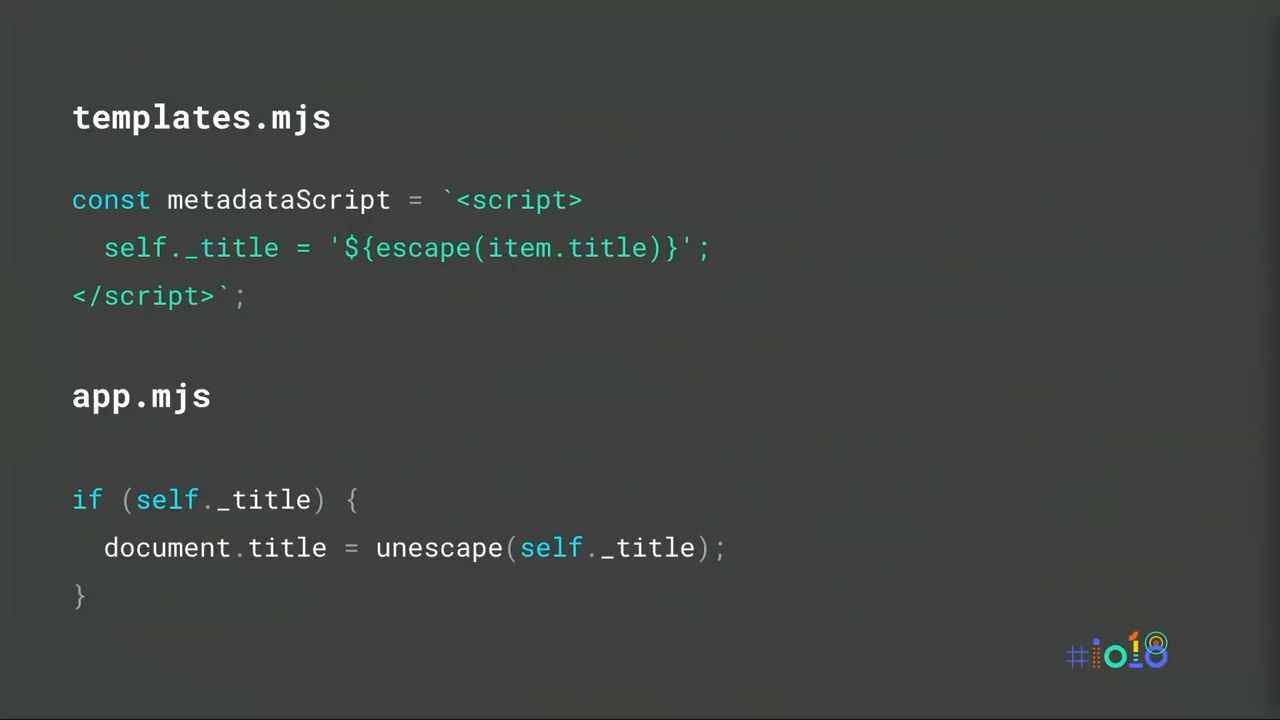 templates.mjs
const metadataScript = `<script>
  self._title = '${escape(item.title)}';
</script>`;
app.mjs
if (self._title) {
  document.title = unescape(self._title);
}
#io18